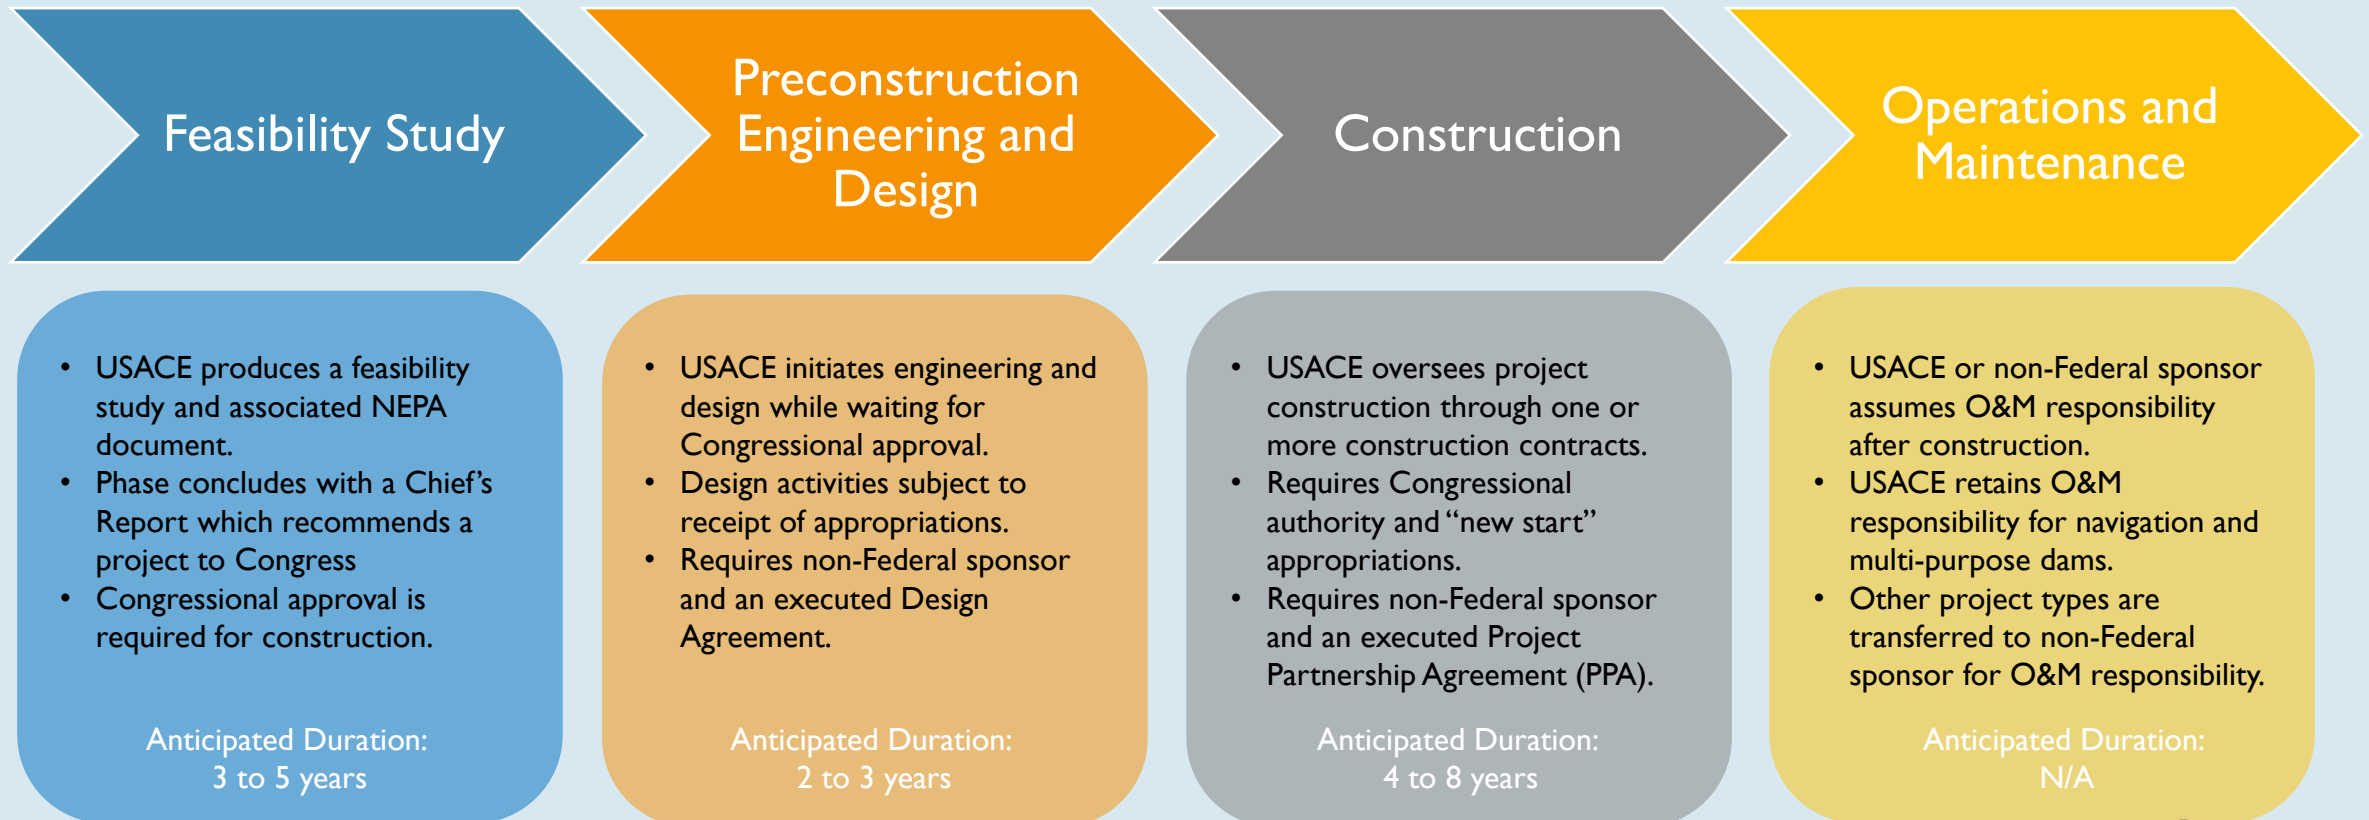 Feasibility Study
Preconstruction
Engineering and
Design
Construction
Operations and
Maintenance
• USACE produces a feasibility
study and associated NEPA
document.
• Phase concludes with a Chief’s
Report which recommends a
project to Congress
• Congressional approval is
required for construction.
Anticipated Duration:
3 to 5 years
• USACE initiates engineering and
design while waiting for
Congressional approval.
• Design activities subject to
receipt of appropriations.
• Requires non-Federal sponsor
and an executed Design
Agreement.
Anticipated Duration:
2 to 3 years
• USACE oversees project
construction through one or
more construction contracts.
• Requires Congressional
authority and “new start”
appropriations.
• Requires non-Federal sponsor
and an executed Project
Partnership Agreement (PPA).
Anticipated Duration:
4 to 8 years
• USACE or non-Federal sponsor
assumes O&M responsibility
after construction.
• USACE retains O&M
responsibility for navigation and
multi-purpose dams.
• Other project types are
transferred to non-Federal
sponsor for O&M responsibility.
Anticipated Duration:
N/A